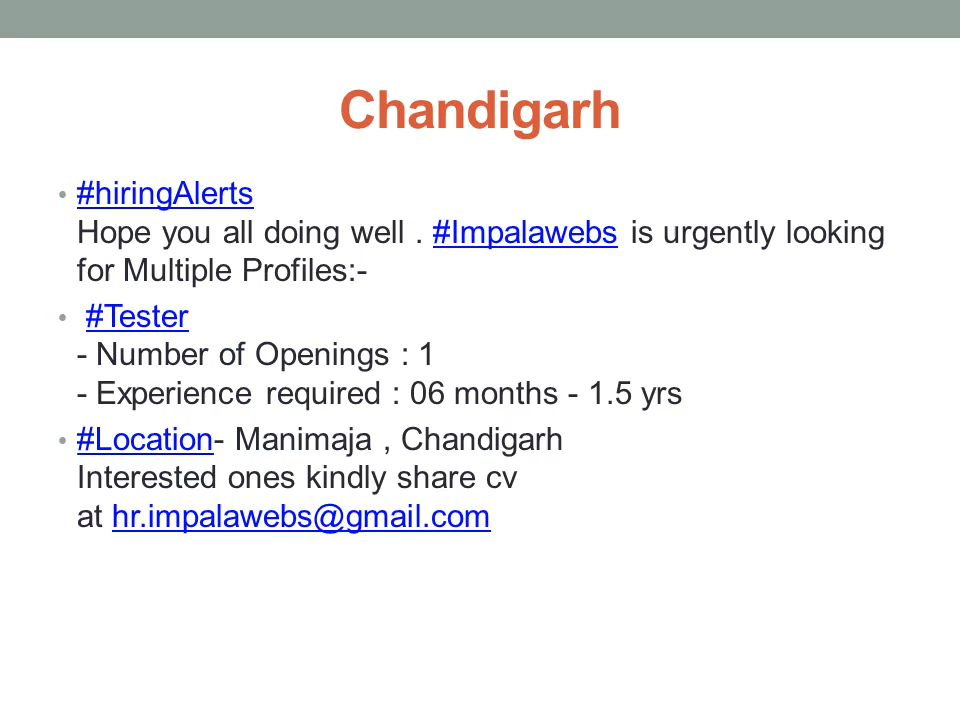 Chandigarh
• #hiringAlerts
Hope you all doing well . #Impalawebs is urgently looking
for Multiple Profiles:-
• #Tester
- Number of Openings : 1
- Experience required : 06 months - 1.5 yrs
• #Location- Manimaja , Chandigarh
Interested ones kindly share cv
at hr.impalawebs@gmail.com